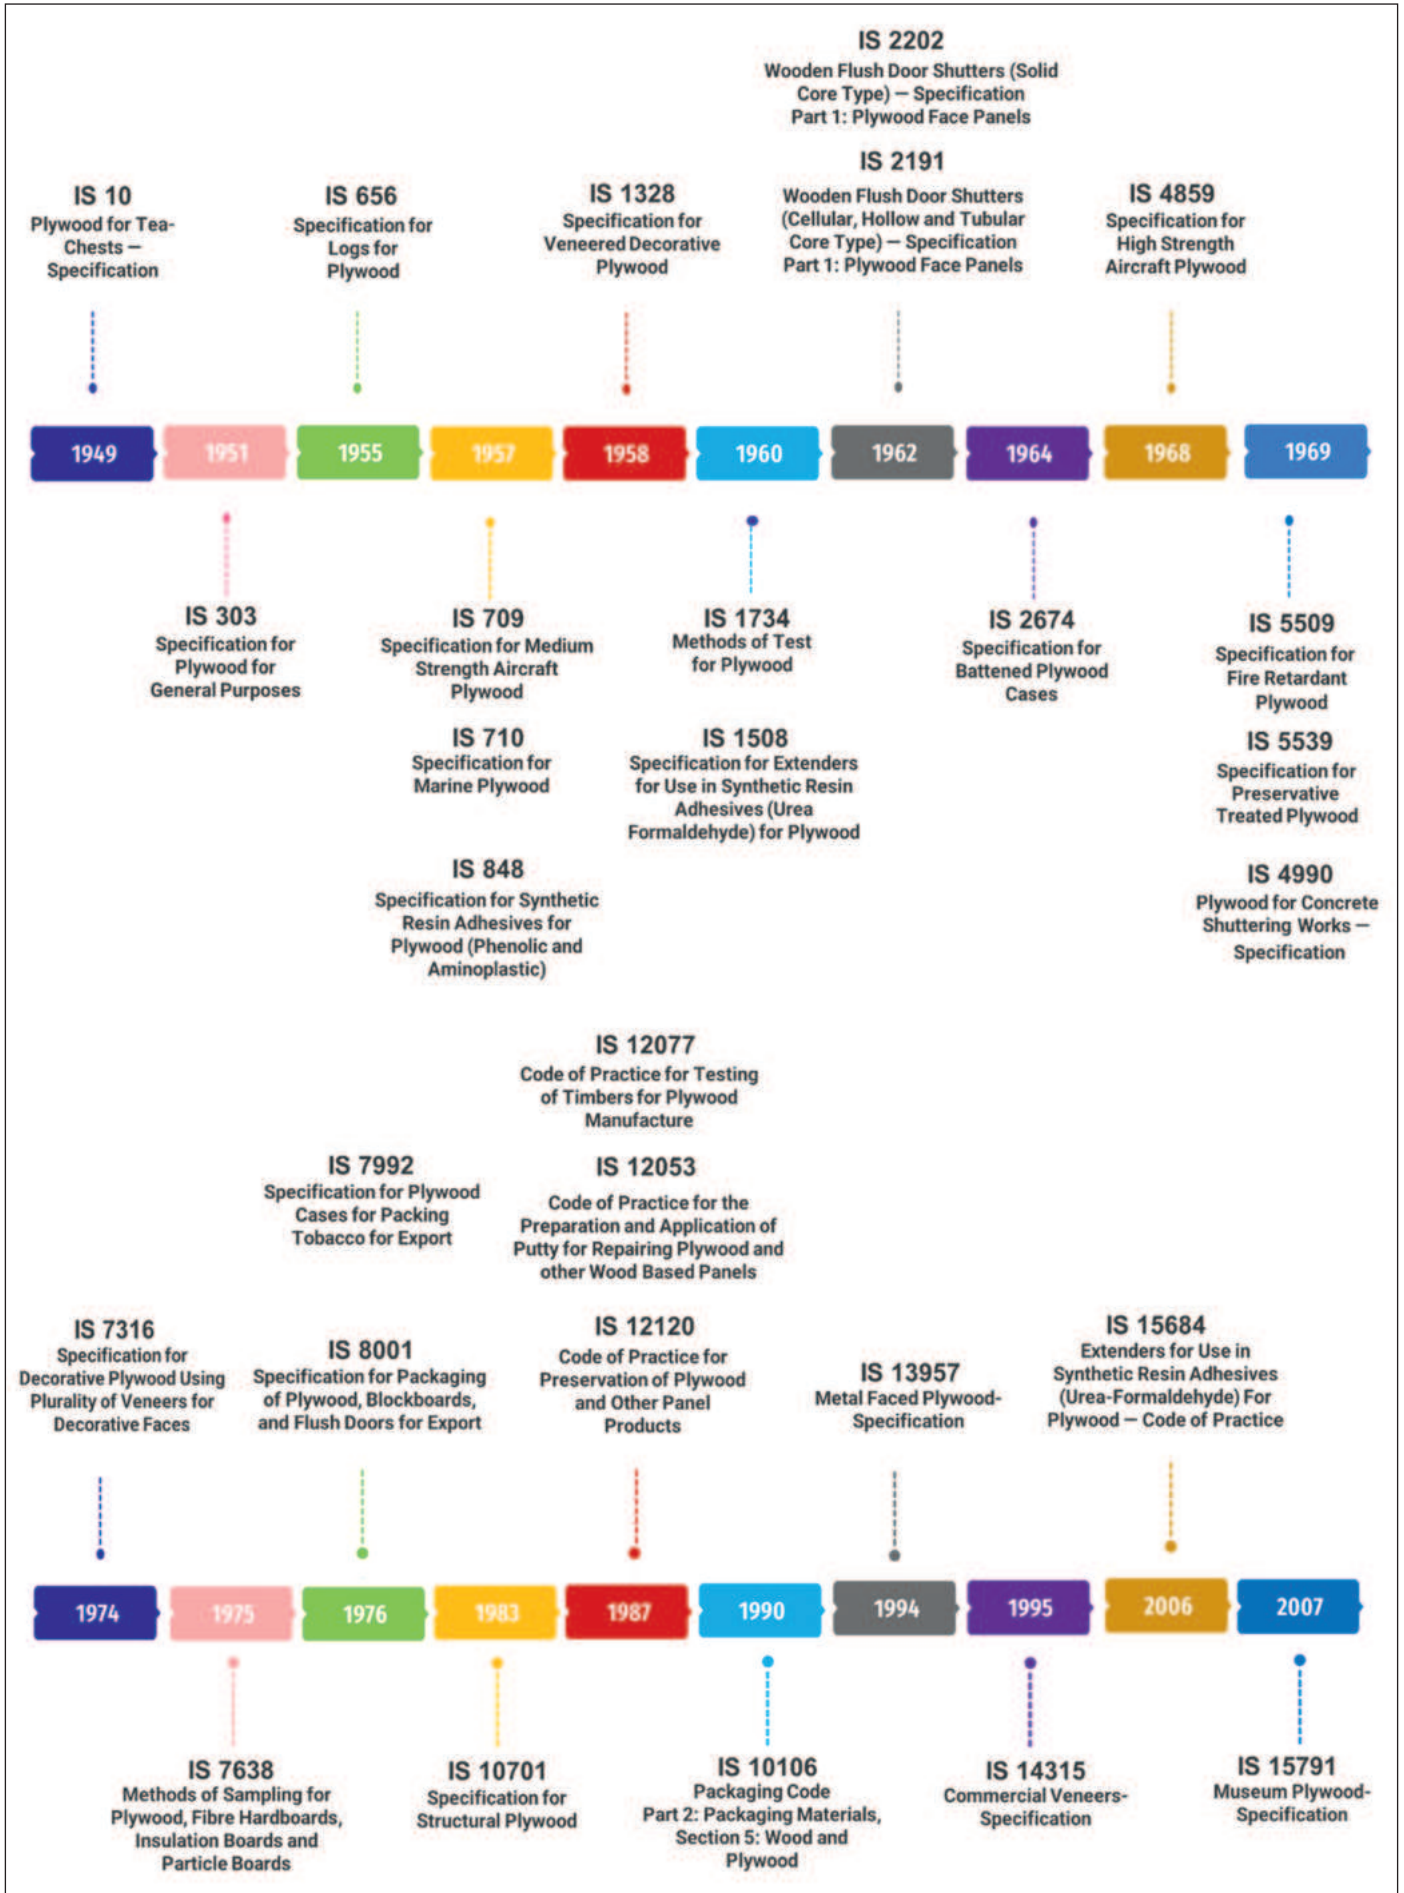 IS 2202
Wooden Flush Door Shutters (Solid
Core Type) — Specification
Part 1: Plywood Face Panels
IS 2191
Wooden Flush Door Shutters
(Cellular, Hollow and Tubular
Core Type) — Specification
Part 1: Plywood Face Panels
IS 10
Plywood for Tea-
Chests —
Specification
IS 656
Specification for
Logs for
Plywood
IS 1328
Specification for
Veneered Decorative
Plywood
IS 4859
Specification for
High Strength
Aircraft Plywood
1949
1951
1955
1957
1958
1960
1962
1964
1968
1969
IS 303
Specification for
Plywood for
General Purposes
IS 709
Specification for Medium
Strength Aircraft
Plywood
IS 710
Specification for
Marine Plywood
IS 848
Specification for Synthetic
Resin Adhesives for
Plywood (Phenolic and
Aminoplastic)
IS 1734
Methods of Test
for Plywood
IS 1508
Specification for Extenders
for Use in Synthetic Resin
Adhesives (Urea
Formaldehyde) for Plywood
IS 2674
Specification for
Battened Plywood
Cases
IS 5509
Specification for
Fire Retardant
Plywood
IS 5539
Specification for
Preservative
Treated Plywood
IS 4990
Plywood for Concrete
Shuttering Works —
Specification
IS 7316
Specification for
Decorative Plywood Using
Plurality of Veneers for
Decorative Faces
IS 7992
Specification for Plywood
Cases for Packing
Tobacco for Export
IS 8001
Specification for Packaging
of Plywood, Blockboards,
and Flush Doors for Export
IS 12077
Code of Practice for Testing
of Timbers for Plywood
Manufacture
IS 12053
Code of Practice for the
Preparation and Application of
Putty for Repairing Plywood and
other Wood Based Panels
IS 12120
Code of Practice for
Preservation of Plywood
and Other Panel
Products
IS 13957
Metal Faced Plywood-
Specification
IS 15684
Extenders for Use in
Synthetic Resin Adhesives
(Urea-Formaldehyde) For
Plywood — Code of Practice
1974
1975
1976
1983
1987
1990
1994
1995
2006
2007
IS 7638
Methods of Sampling for
Plywood, Fibre Hardboards,
Insulation Boards and
Particle Boards
IS 10701
Specification for
Structural Plywood
IS 10106
Packaging Code
Part 2: Packaging Materials,
Section 5: Wood and
Plywood
IS 14315
Commercial Veneers-
Specification
IS 15791
Museum Plywood-
Specification